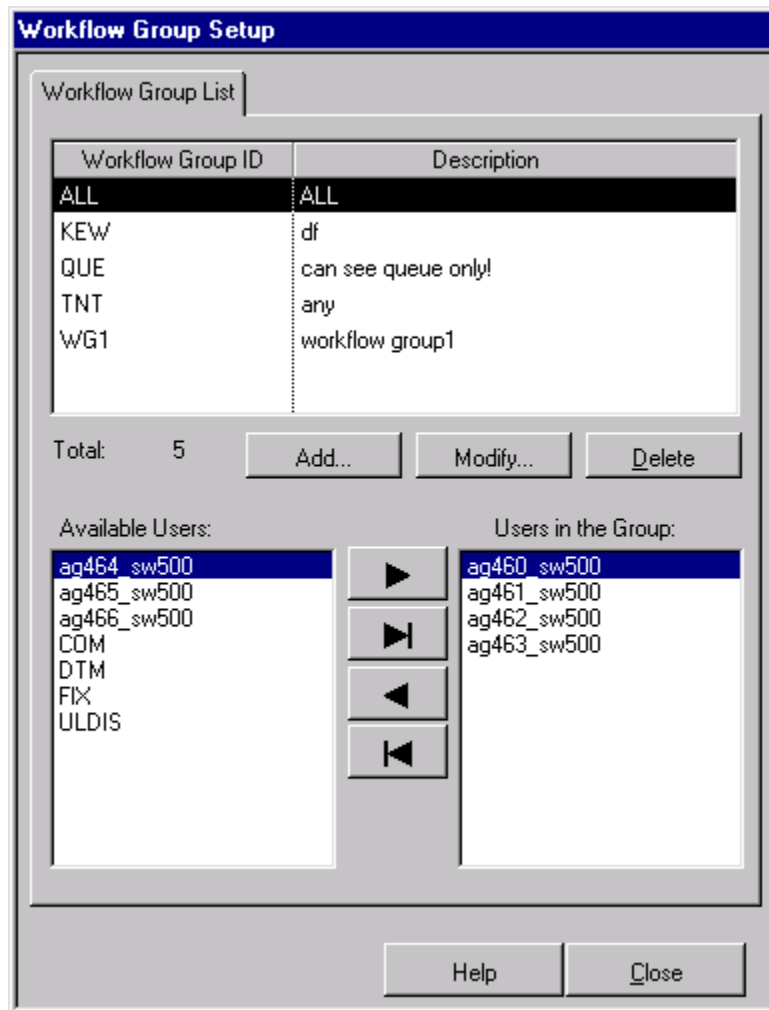 Workflow Group Setup
Workflow Group List
Workflow Group ID Description
ALL ALL
KEW df
QUE can see queue only!
TNT any
WG1 workflow group1
Total: 5 Add... Modify... Delete
Available Users: Users in the Group:
ag464_sw500 ag460_sw500
ag465_sw500 ag461_sw500
ag466_sw500 ag462_sw500
COM ag463_sw500
DTM
FIX
ULDIS
Help Close